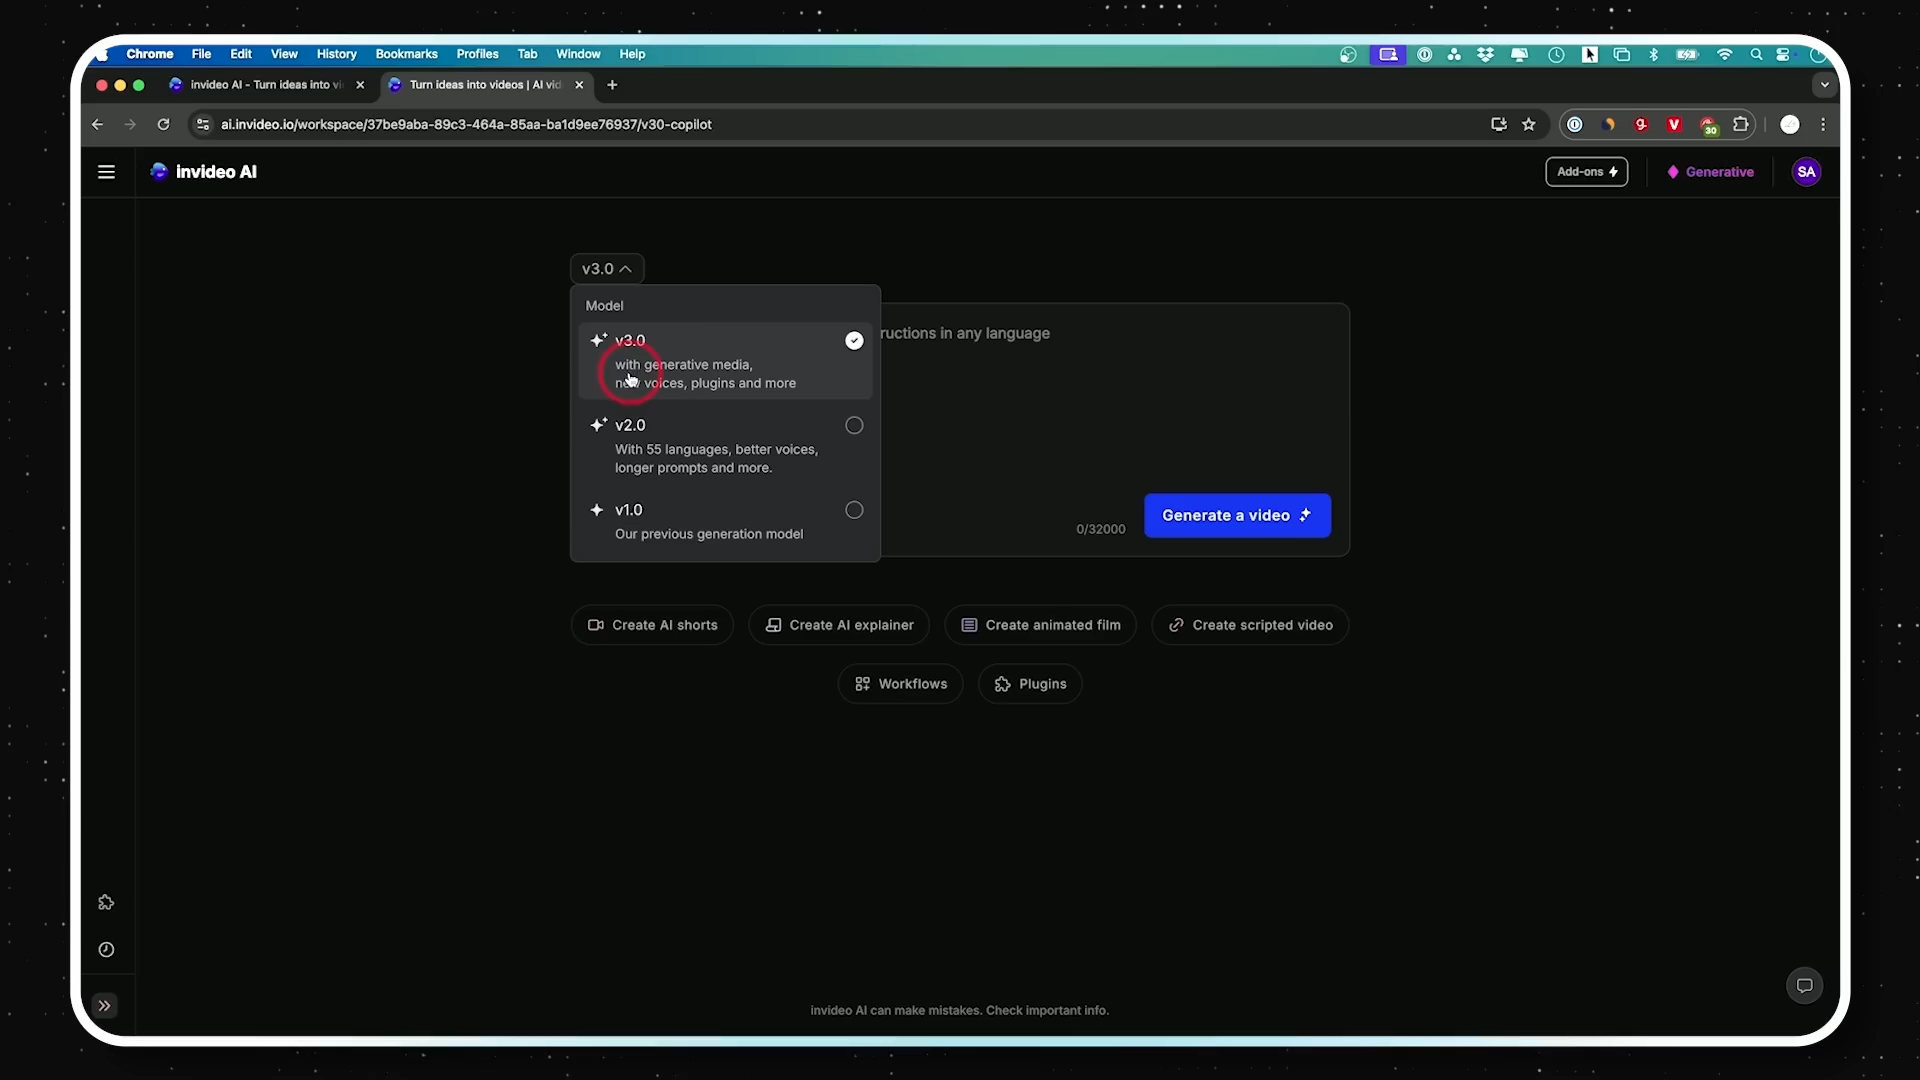 Chrome File Edit View History Bookmarks Profiles Tab Window Help
invideo AI - Turn ideas into vi
Turn ideas into videos | AI vid
ai.invideo.io/workspace/37be9aba-89c3-464a-85aa-ba1d9ee76937/v30-copilot
30
invideo AI
Add-ons
Generative
SA
v3.0
Model
v3.0
with generative media,
new voices, plugins and more
v2.0
With 55 languages, better voices,
longer prompts and more.
v1.0
Our previous generation model
ructions in any language
0/32000
Generate a video
Create AI shorts
Create AI explainer
Create animated film
Create scripted video
Workflows
Plugins
invideo AI can make mistakes. Check important info.